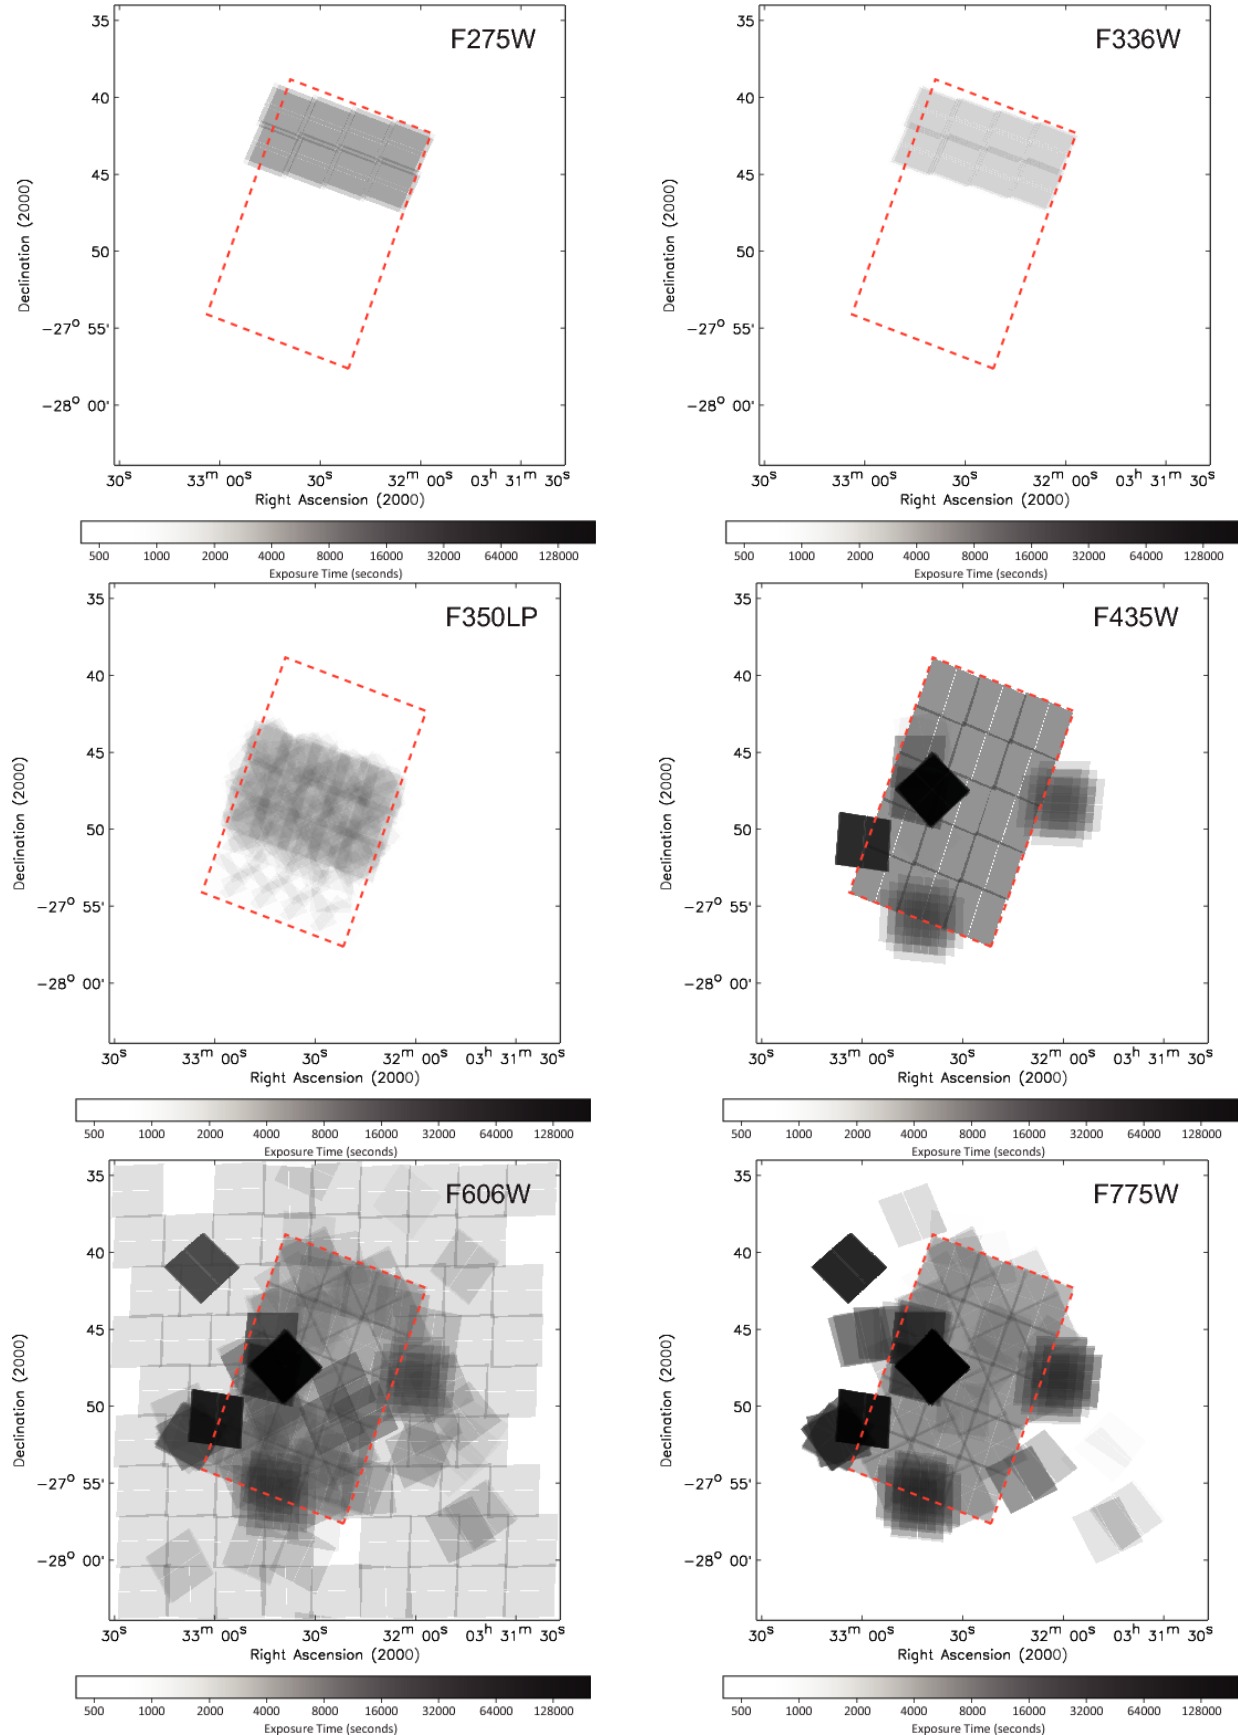 F275W
35
40
45
50
−27° 55'
−28° 00'
Declination (2000)
30s 33m 00s 30s 32m 00s 03h 31m 30s
Right Ascension (2000)
500 1000 2000 4000 8000 16000 32000 64000 128000
Exposure Time (seconds)
F336W
35
40
45
50
−27° 55'
−28° 00'
Declination (2000)
30s 33m 00s 30s 32m 00s 03h 31m 30s
Right Ascension (2000)
500 1000 2000 4000 8000 16000 32000 64000 128000
Exposure Time (seconds)
F350LP
35
40
45
50
−27° 55'
−28° 00'
Declination (2000)
30s 33m 00s 30s 32m 00s 03h 31m 30s
Right Ascension (2000)
500 1000 2000 4000 8000 16000 32000 64000 128000
Exposure Time (seconds)
F435W
35
40
45
50
−27° 55'
−28° 00'
Declination (2000)
30s 33m 00s 30s 32m 00s 03h 31m 30s
Right Ascension (2000)
500 1000 2000 4000 8000 16000 32000 64000 128000
Exposure Time (seconds)
F606W
35
40
45
50
−27° 55'
−28° 00'
Declination (2000)
30s 33m 00s 30s 32m 00s 03h 31m 30s
Right Ascension (2000)
500 1000 2000 4000 8000 16000 32000 64000 128000
Exposure Time (seconds)
F775W
35
40
45
50
−27° 55'
−28° 00'
Declination (2000)
30s 33m 00s 30s 32m 00s 03h 31m 30s
Right Ascension (2000)
500 1000 2000 4000 8000 16000 32000 64000 128000
Exposure Time (seconds)